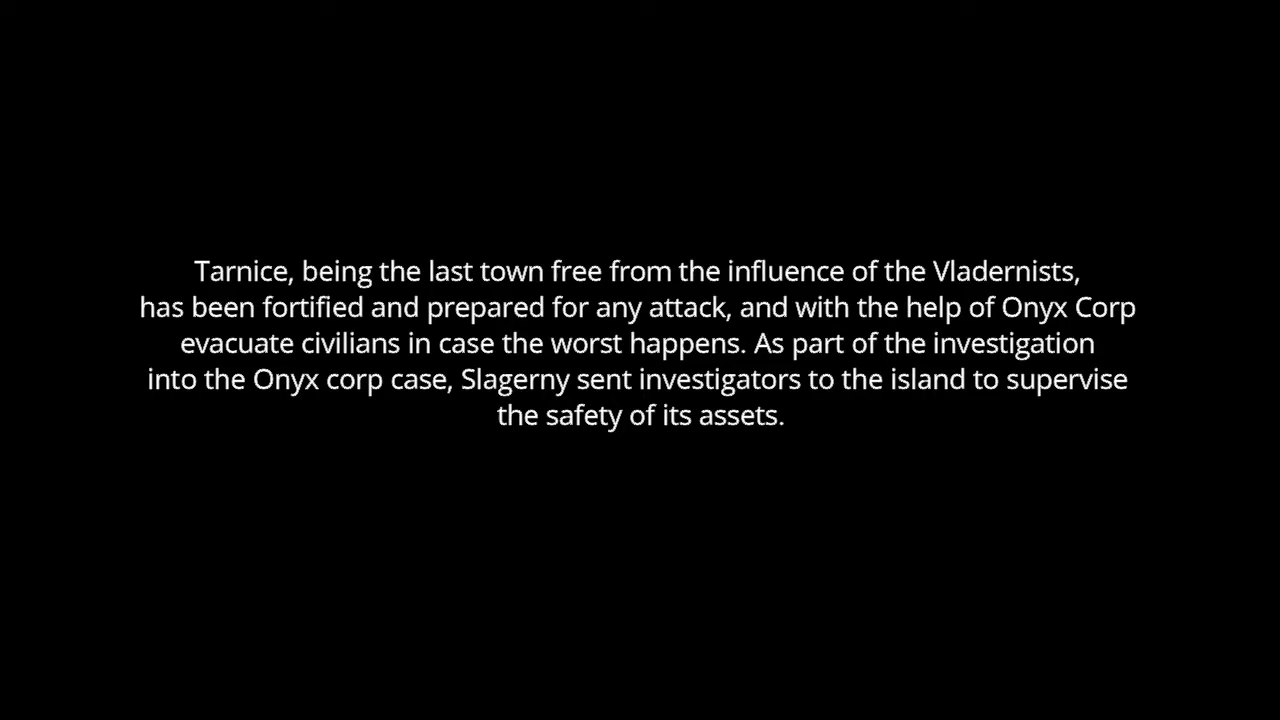 Tarnice, being the last town free from the influence of the Vladernists,
has been fortified and prepared for any attack, and with the help of Onyx Corp
evacuate civilians in case the worst happens. As part of the investigation
into the Onyx corp case, Slagerny sent investigators to the island to supervise
the safety of its assets.